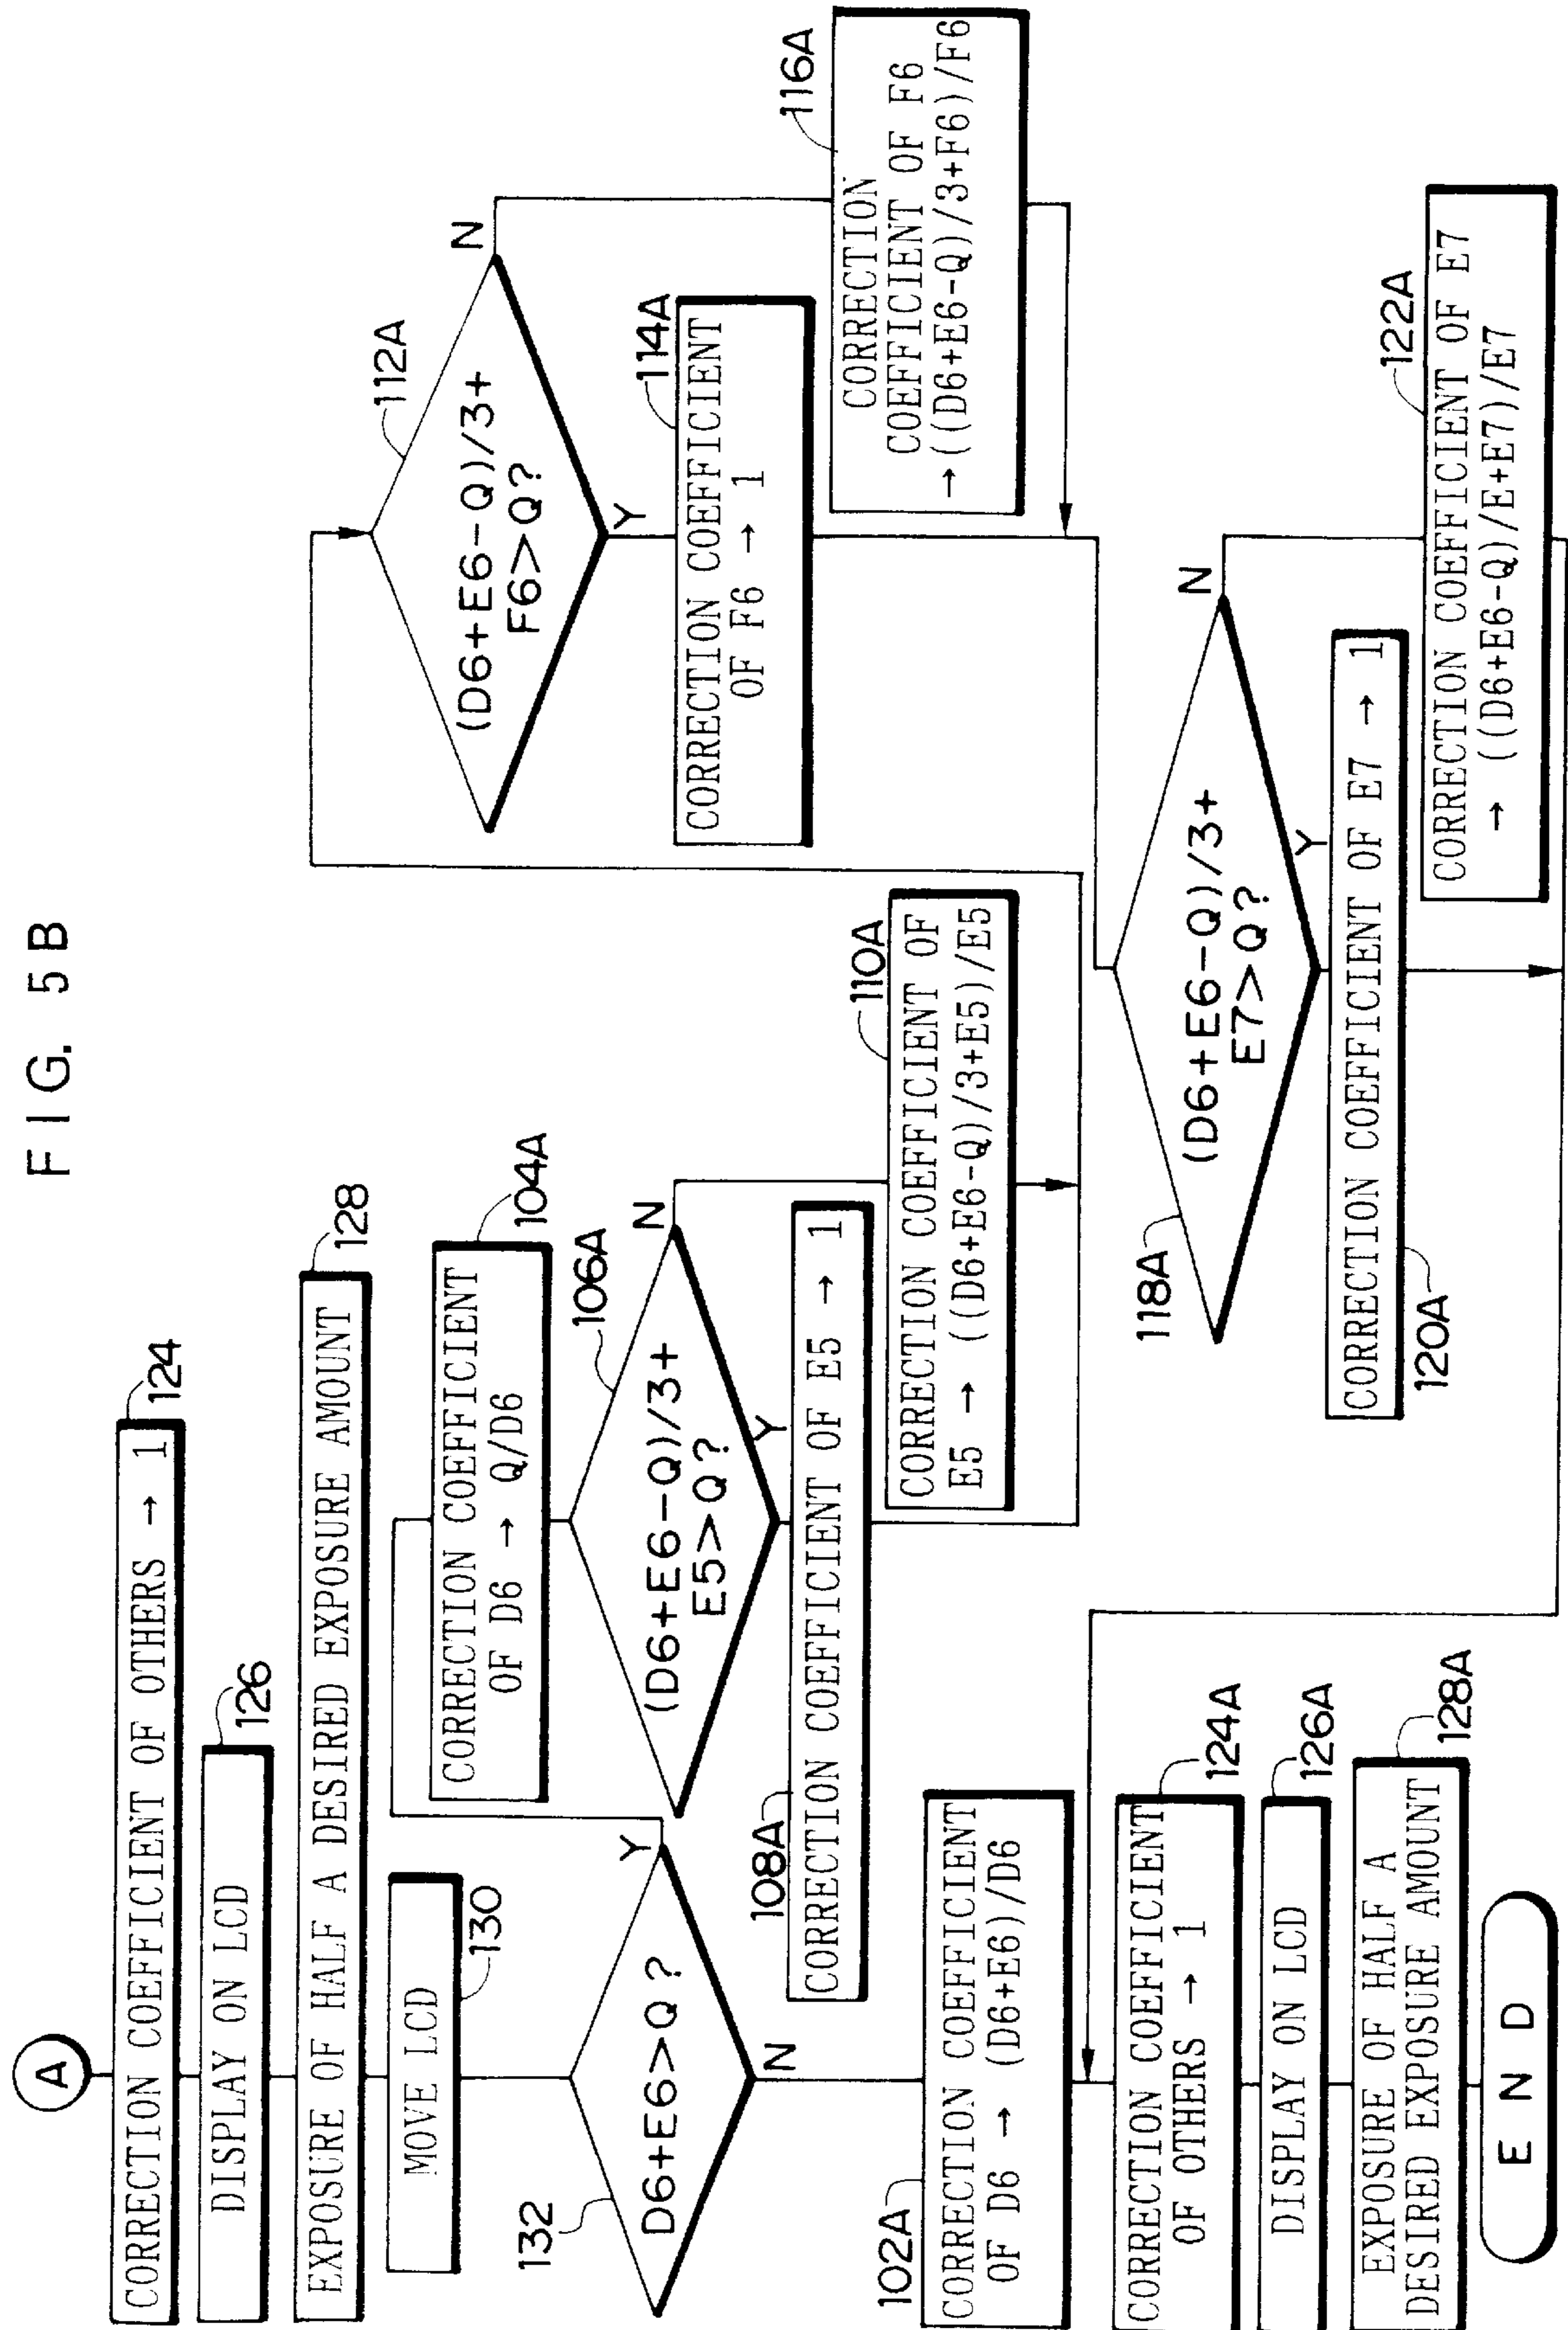 FIG. 5B
A
CORRECTION COEFFICIENT OF OTHERS → 1
124
DISPLAY ON LCD
126
EXPOSURE OF HALF A DESIRED EXPOSURE AMOUNT
128
MOVE LCD
130
D6+E6>Q ?
132
Y
N
CORRECTION COEFFICIENT
OF D6 → (D6+E6)/D6
102A
CORRECTION COEFFICIENT
OF OTHERS → 1
124A
DISPLAY ON LCD
126A
EXPOSURE OF HALF A
DESIRED EXPOSURE AMOUNT
128A
END
CORRECTION COEFFICIENT
OF D6 → Q/D6
104A
(D6+E6-Q)/3+
E5>Q?
106A
N
Y
CORRECTION COEFFICIENT OF E5 → 1
108A
CORRECTION COEFFICIENT OF
E5 → ((D6+E6-Q)/3+E5)/E5
110A
(D6+E6-Q)/3+
F6>Q?
112A
N
Y
CORRECTION COEFFICIENT
OF F6 → 1
114A
CORRECTION
COEFFICIENT OF F6
→((D6+E6-Q)/3+F6)/F6
116A
(D6+E6-Q)/3+
E7>Q?
118A
N
Y
CORRECTION COEFFICIENT OF E7 → 1
120A
CORRECTION COEFFICIENT OF E7
→ ((D6+E6-Q)/E+E7)/E7
122A